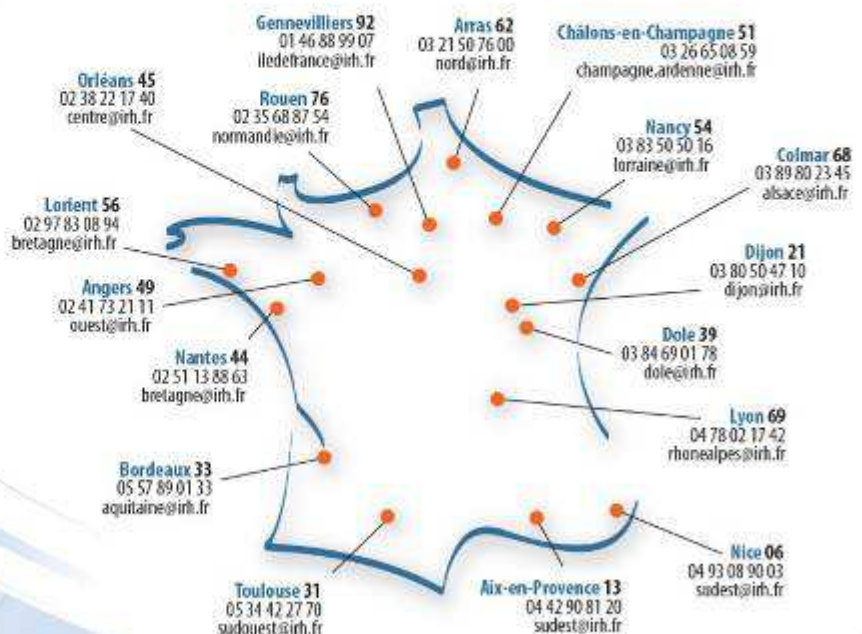 Gennevilliers 92
01 46 88 99 07
iledefrance@irh.fr
Arras 62
03 21 50 76 00
nord@irh.fr
Châlons-en-Champagne 51
03 26 65 08 59
champagne.ardenne@irh.fr
Orléans 45
02 38 22 17 40
centre@irh.fr
Rouen 76
02 35 68 87 54
normandie@irh.fr
Nancy 54
03 83 50 50 16
lorraine@irh.fr
Colmar 68
03 89 80 23 45
alsace@irh.fr
Lorient 56
02 97 83 08 94
bretagne@irh.fr
Angers 49
02 41 73 21 11
ouest@irh.fr
Dijon 21
03 80 50 47 10
dijon@irh.fr
Nantes 44
02 51 13 88 63
bretagne@irh.fr
Dole 39
03 84 69 01 78
dole@irh.fr
Lyon 69
04 78 02 17 42
rhonealpes@irh.fr
Bordeaux 33
05 57 89 01 33
aquitaine@irh.fr
Nice 06
04 93 08 90 03
sudest@irh.fr
Toulouse 31
05 34 42 27 70
sudouest@irh.fr
Aix-en-Provence 13
04 42 90 81 20
sudest@irh.fr